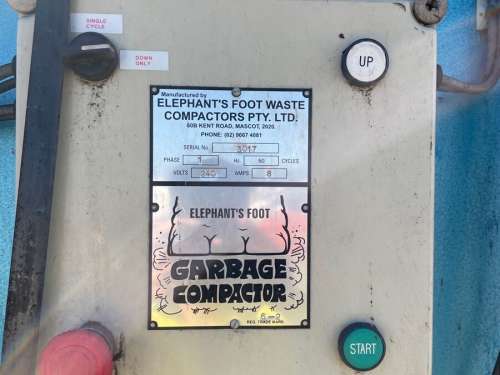 SINGLE
CYCLE
DOWN
ONLY
UP
Manufactured by
ELEPHANT'S FOOT WASTE
COMPACTORS PTY. LTD.
60B KENT ROAD, MASCOT, 2020.
PHONE: (02) 9667 4081
SERIAL No. 3017
PHASE 1 Hz. 50 CYCLES
VOLTS 240 AMPS 8
ELEPHANT'S FOOT
GARBAGE
COMPACTOR
REG. TRADE MARK
START